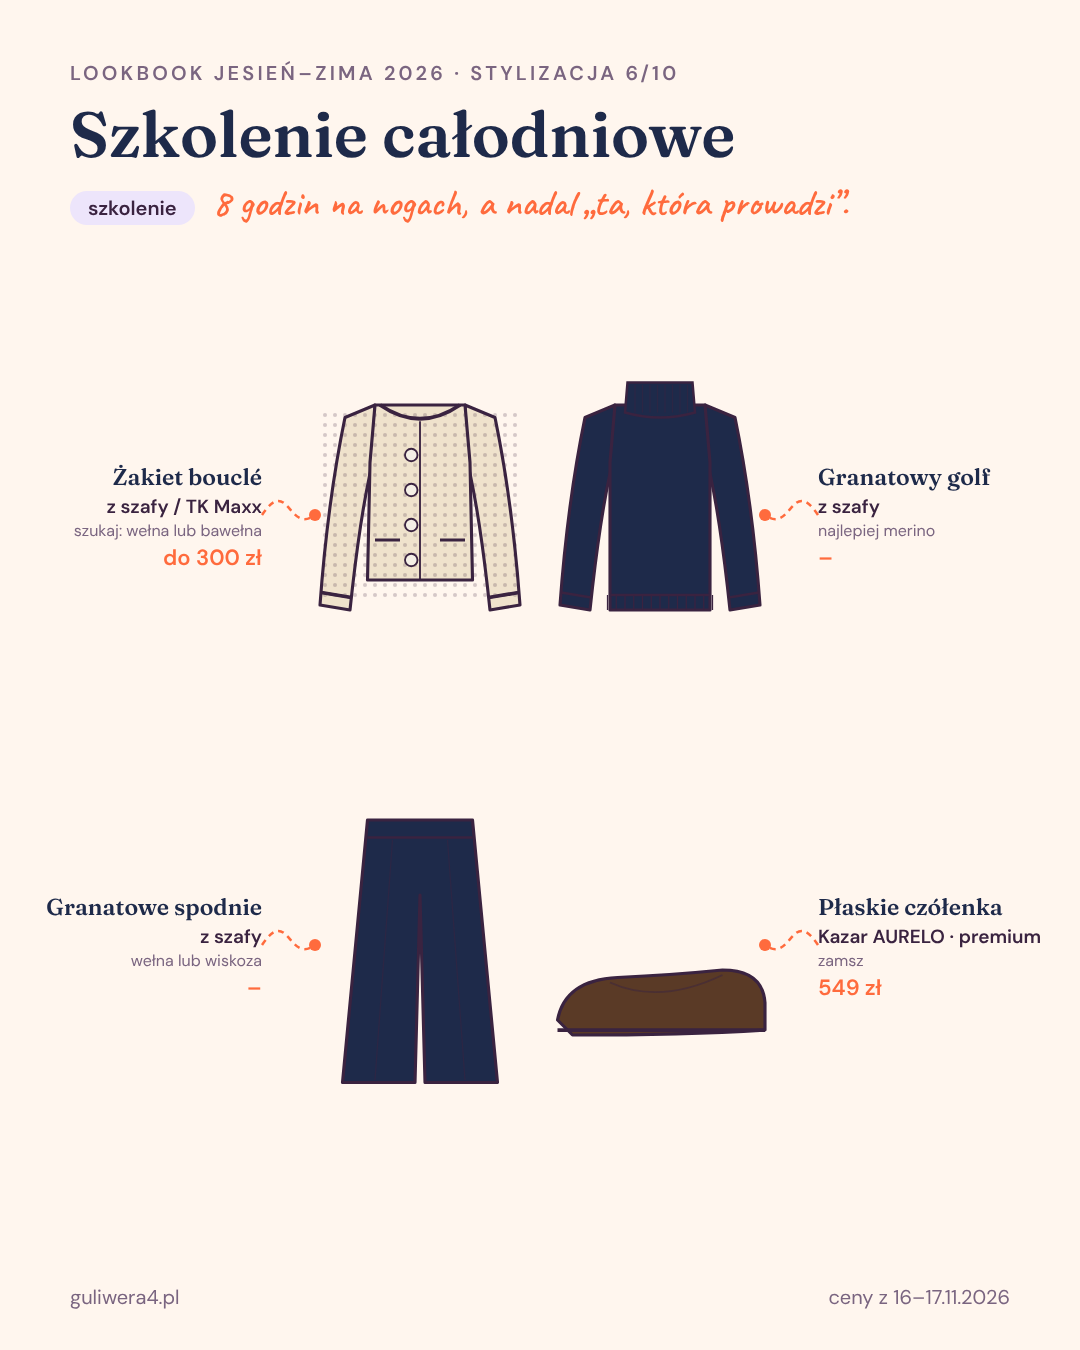 LOOKBOOK JESIEŃ–ZIMA 2026 · STYLIZACJA 6/10
Szkolenie całodniowe
szkolenie
8 godzin na nogach, a nadal „ta, która prowadzi”.
Żakiet bouclé
z szafy / TK Maxx
szukaj: wełna lub bawełna
do 300 zł
Granatowy golf
z szafy
najlepiej merino
–
Granatowe spodnie
z szafy
wełna lub wiskoza
–
Płaskie czółenka
Kazar AURELO · premium
zamsz
549 zł
guliwera4.pl
ceny z 16–17.11.2026